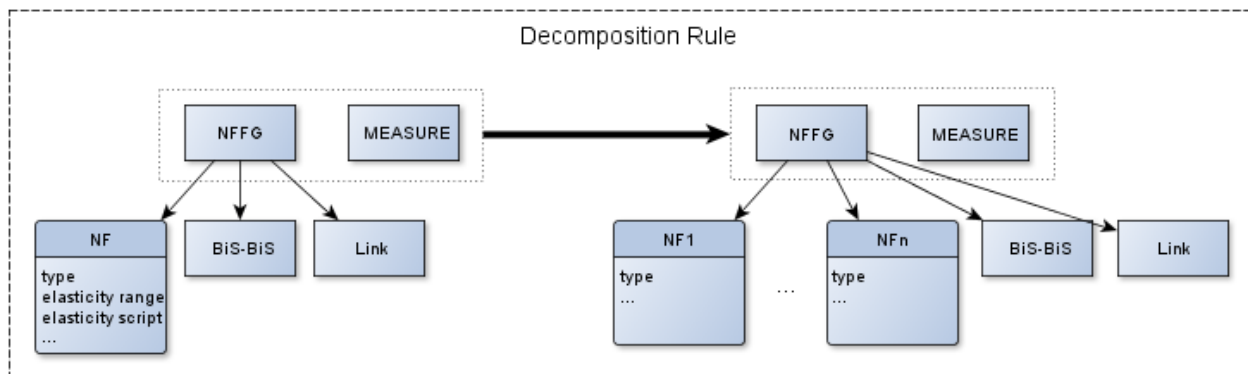 Decomposition Rule
NFFG
MEASURE
NFFG
MEASURE
NF
type
elasticity range
elasticity script
...
BiS-BiS
Link
NF1
type
...
...
NFn
type
...
BiS-BiS
Link